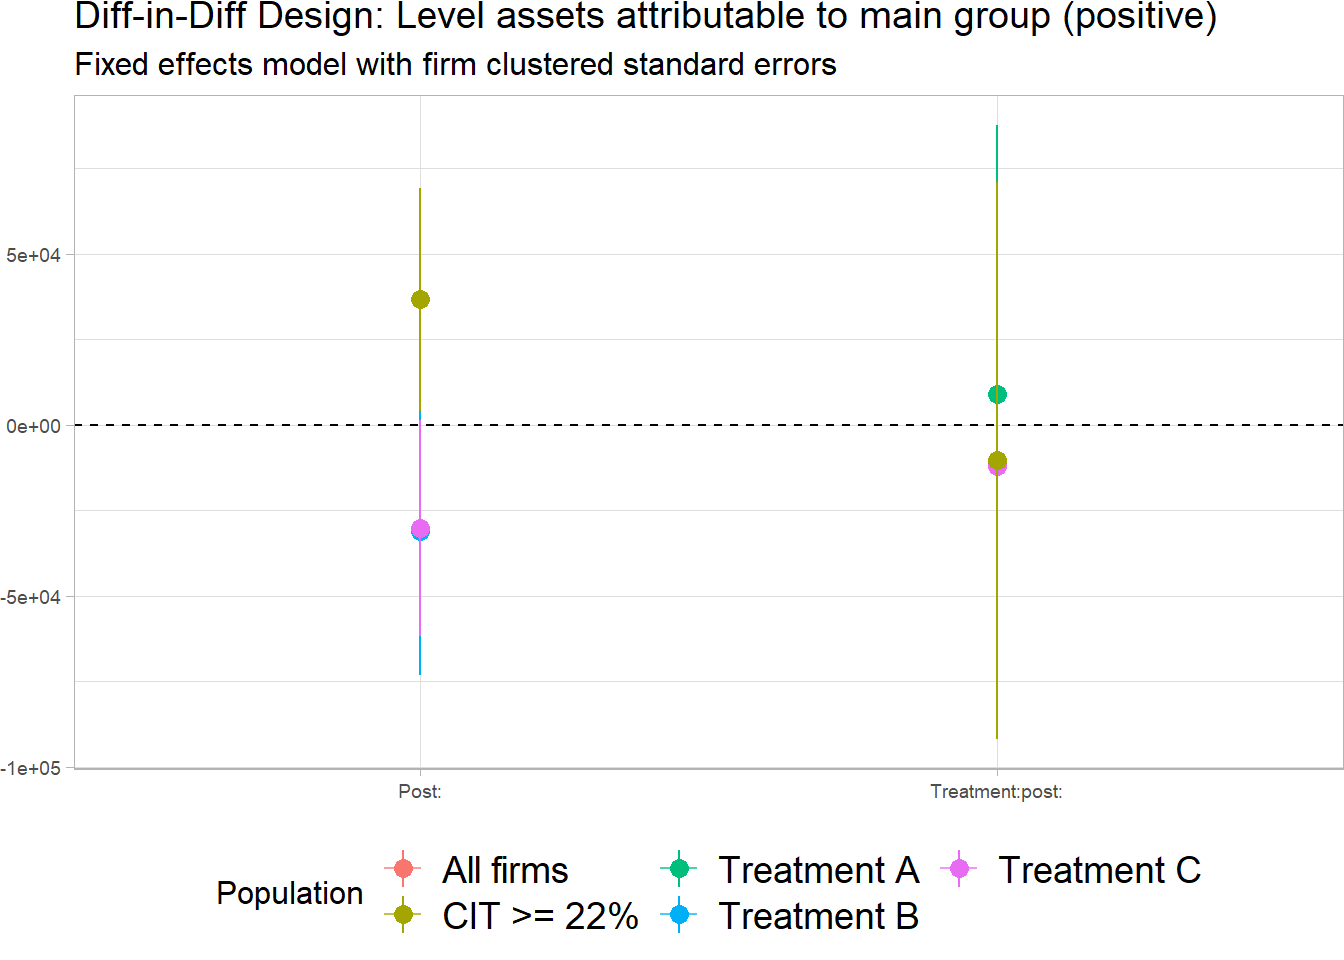 Diff-in-Diff Design: Level assets attributable to main group (positive)
Fixed effects model with firm clustered standard errors
5e+04
0e+00
-5e+04
-1e+05
Post:
Treatment:post:
Population
All firms
CIT >= 22%
Treatment A
Treatment B
Treatment C